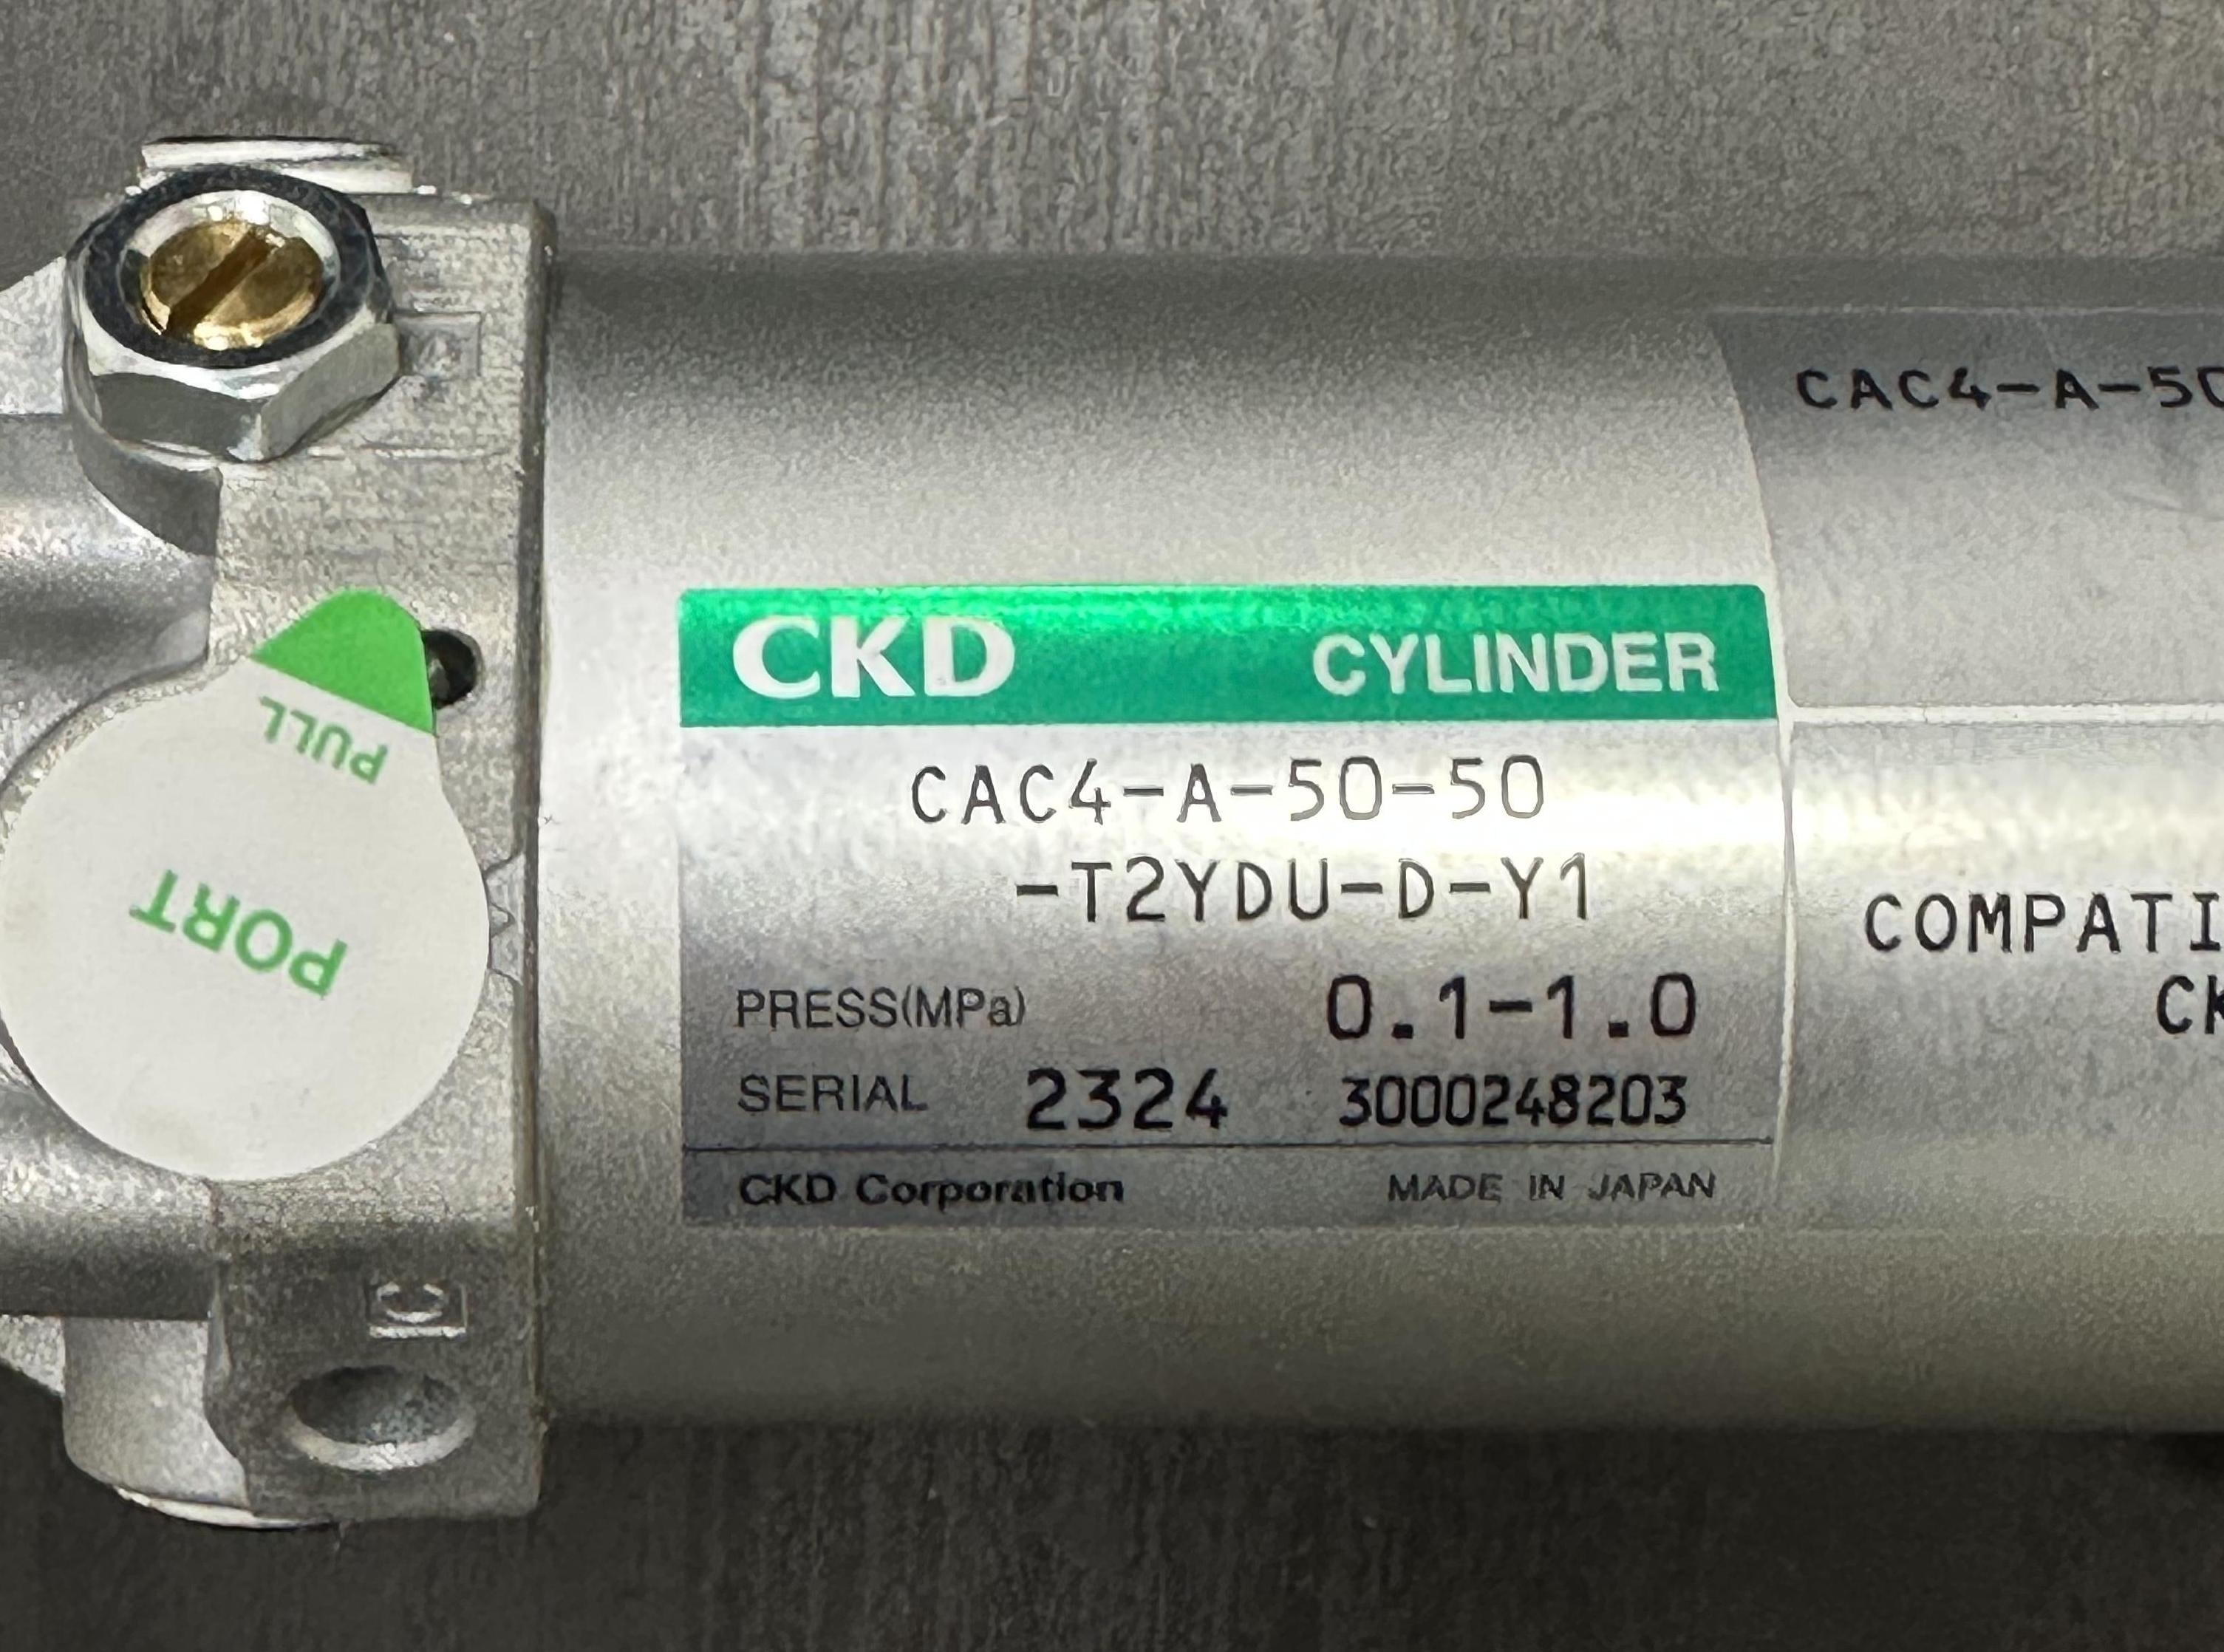 CAC4-A-50
CKD CYLINDER
CAC4-A-50-50
-T2YDU-D-Y1
PRESS(MPa) 0.1-1.0
SERIAL 2324 3000248203
CKD Corporation MADE IN JAPAN
COMPATI
CK
PULL
PORT
C